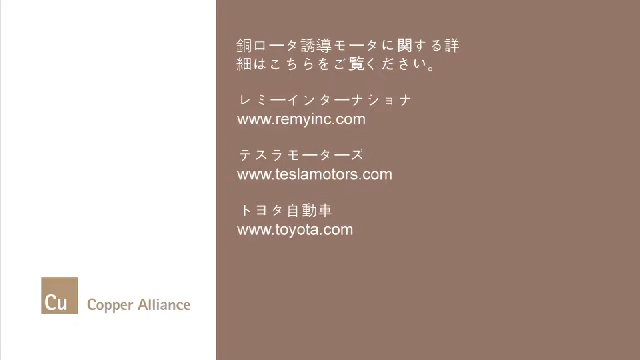 銅ロータ誘導モータに関する詳
細はこちらをご覧ください。
レミーインターナショナ
www.remyinc.com
テスラモーターズ
www.teslamotors.com
トヨタ自動車
www.toyota.com
Cu Copper Alliance